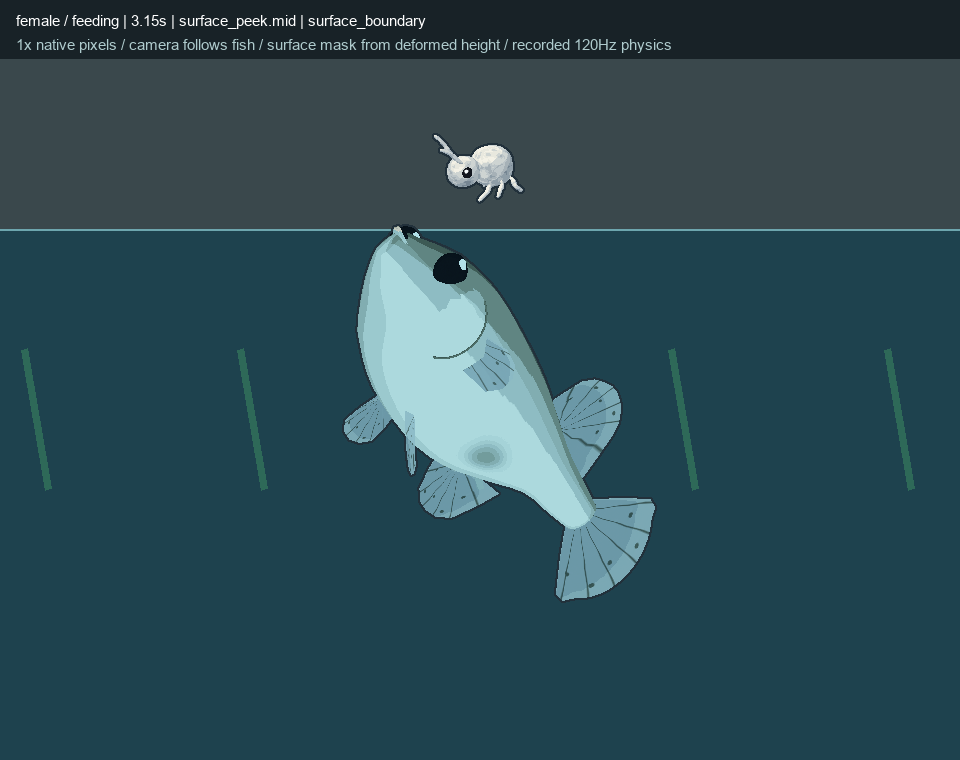 female / feeding | 3.15s | surface_peek.mid | surface_boundary
1x native pixels / camera follows fish / surface mask from deformed height / recorded 120Hz physics